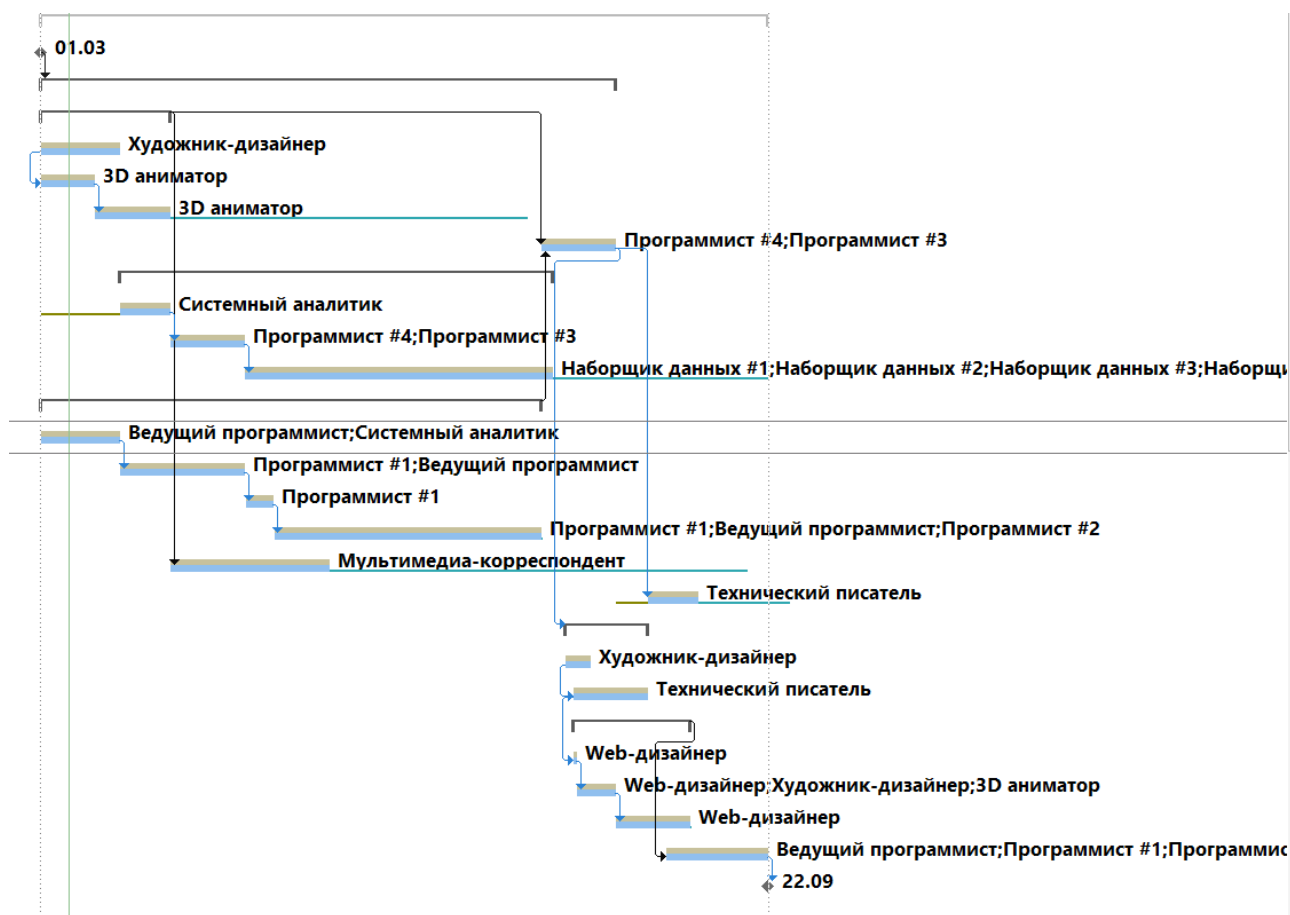 01.03
Художник-дизайнер
3D аниматор
3D аниматор
Программист #4;Программист #3
Системный аналитик
Программист #4;Программист #3
Наборщик данных #1;Наборщик данных #2;Наборщик данных #3;Наборщи
Ведущий программист;Системный аналитик
Программист #1;Ведущий программист
Программист #1
Программист #1;Ведущий программист;Программист #2
Мультимедиа-корреспондент
Технический писатель
Художник-дизайнер
Технический писатель
Web-дизайнер
Web-дизайнер;Художник-дизайнер;3D аниматор
Web-дизайнер
Ведущий программист;Программист #1;Программис
22.09